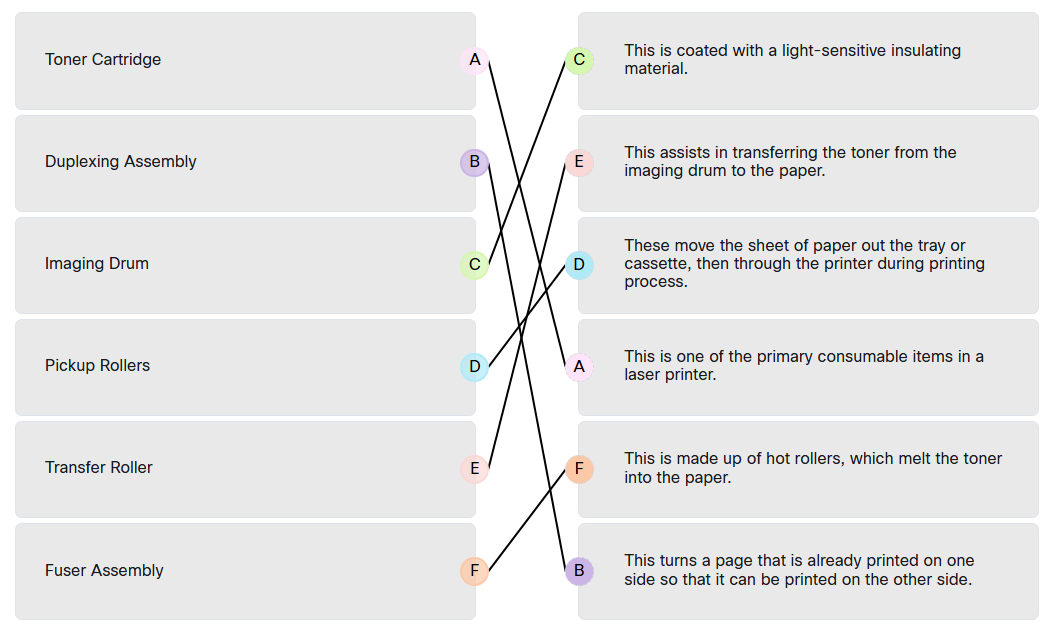 Toner Cartridge
A
C
This is coated with a light-sensitive insulating
material.
Duplexing Assembly
B
E
This assists in transferring the toner from the
imaging drum to the paper.
Imaging Drum
C
D
These move the sheet of paper out the tray or
cassette, then through the printer during printing
process.
Pickup Rollers
D
A
This is one of the primary consumable items in a
laser printer.
Transfer Roller
E
F
This is made up of hot rollers, which melt the toner
into the paper.
Fuser Assembly
F
B
This turns a page that is already printed on one
side so that it can be printed on the other side.